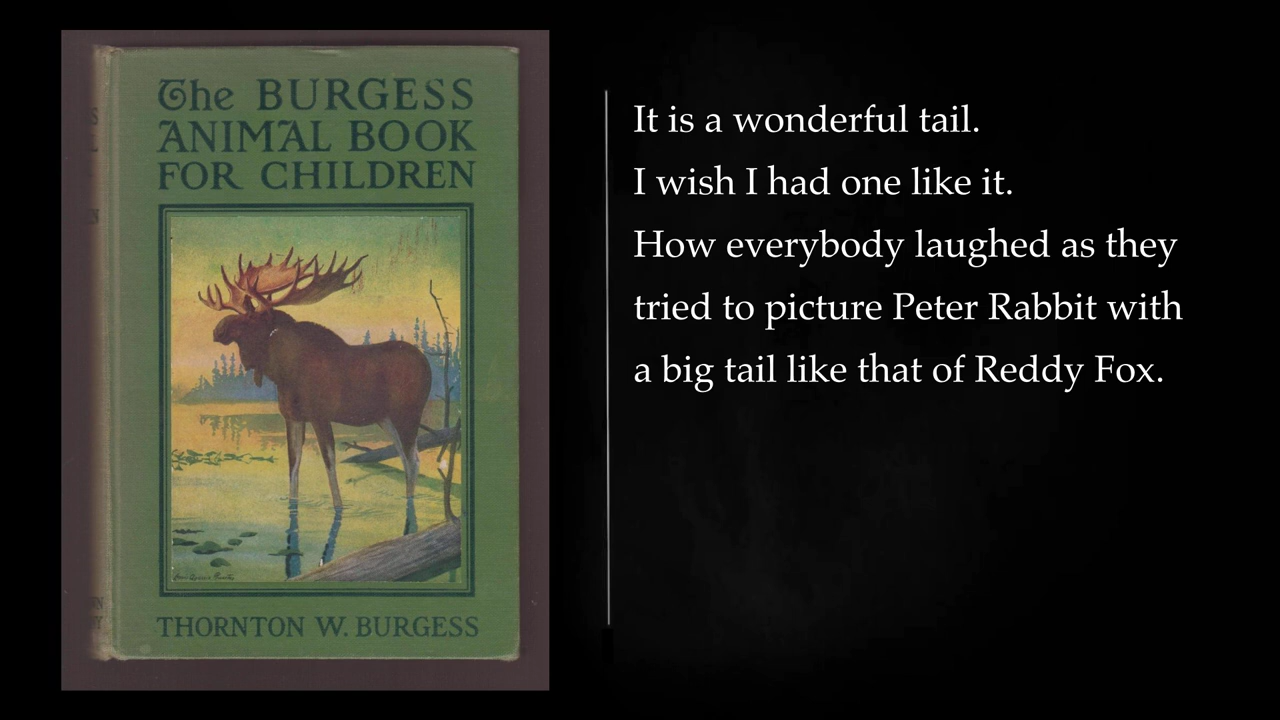 The BURGESS
ANIMAL BOOK
FOR CHILDREN
THORNTON W. BURGESS
It is a wonderful tail.
I wish I had one like it.
How everybody laughed as they
tried to picture Peter Rabbit with
a big tail like that of Reddy Fox.